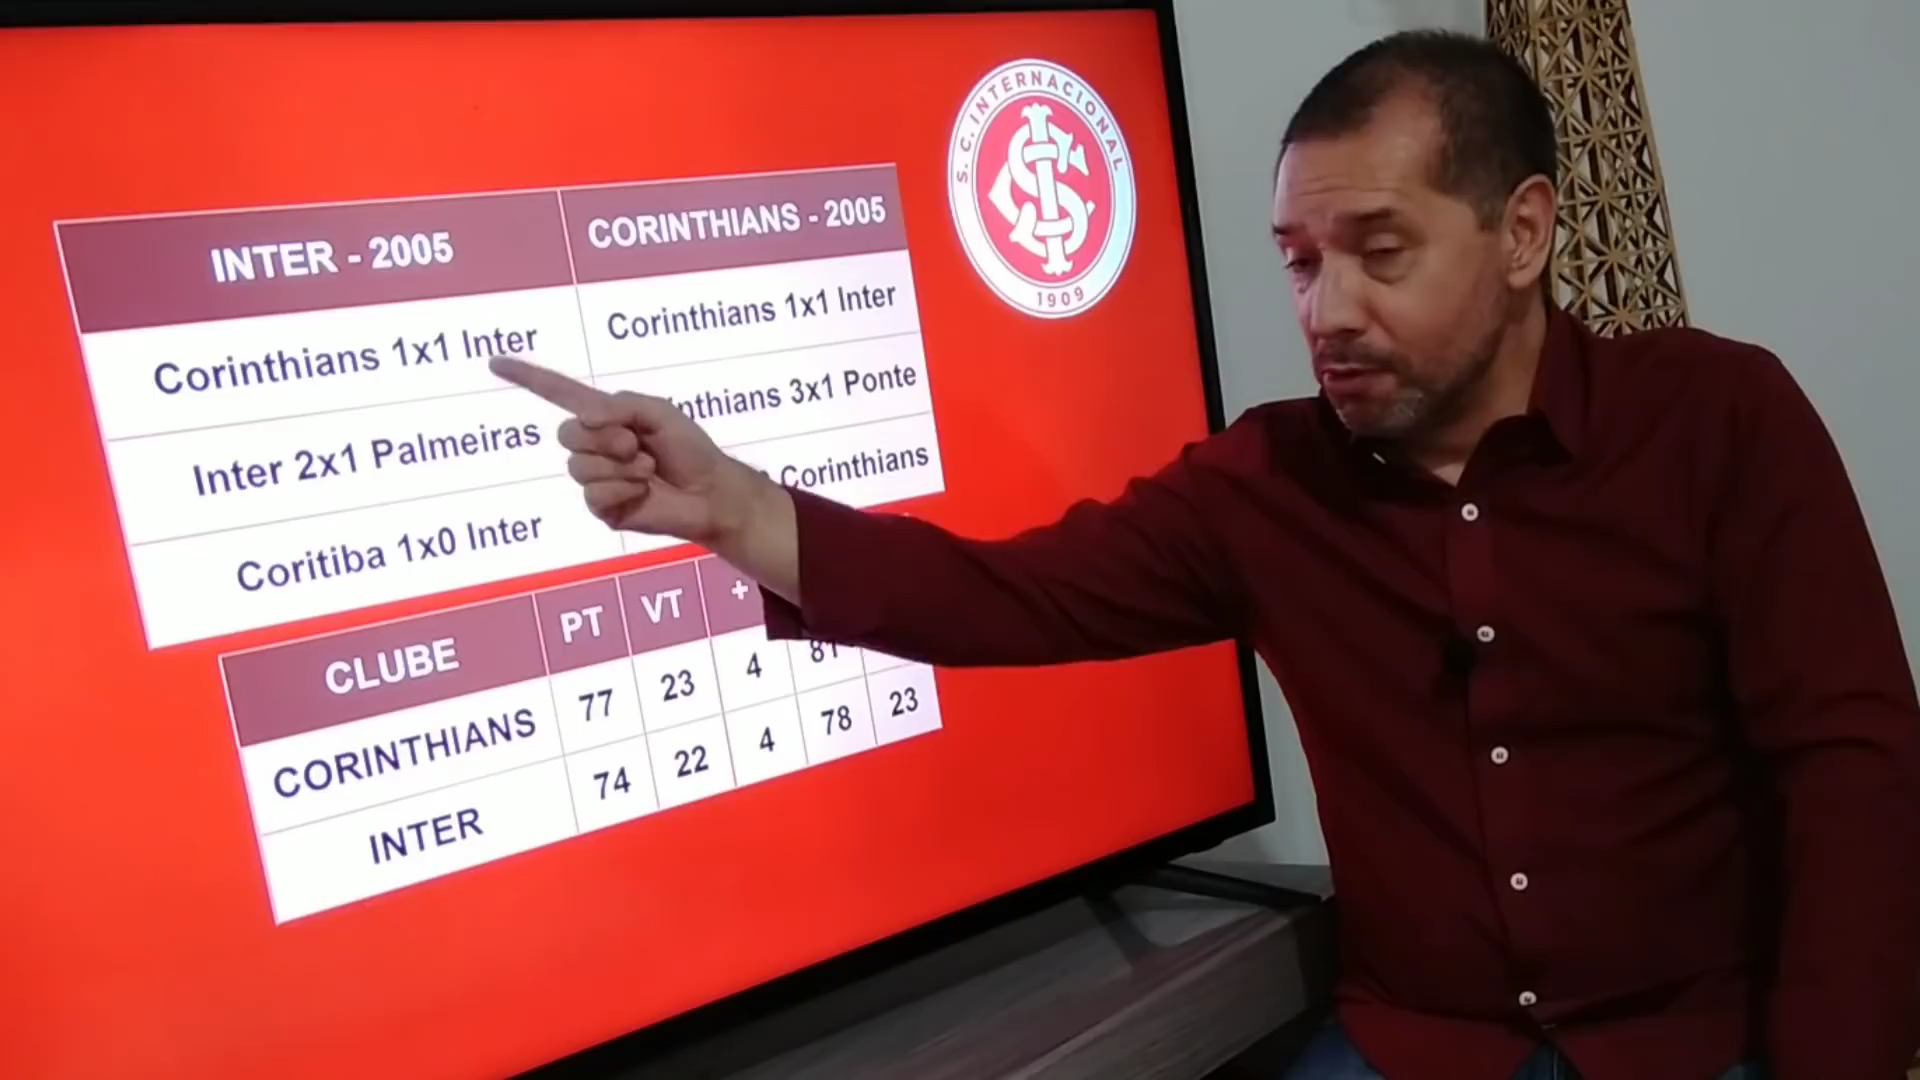 S. C. INTERNACIONAL
1909
INTER - 2005 CORINTHIANS - 2005
Corinthians 1x1 Inter Corinthians 1x1 Inter
Inter 2x1 Palmeiras 3x1 Ponte
Coritiba 1x0 Inter Corinthians
CLUBE PT VT +
CORINTHIANS 77 23 4 81
INTER 74 22 4 78 23